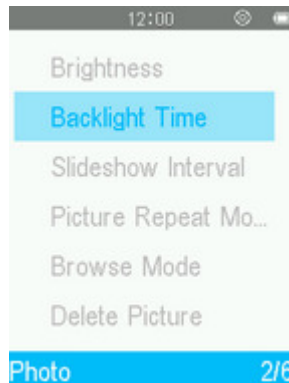 12:00
Brightness
Backlight Time
Slideshow Interval
Picture Repeat Mo...
Browse Mode
Delete Picture
Photo 2/6